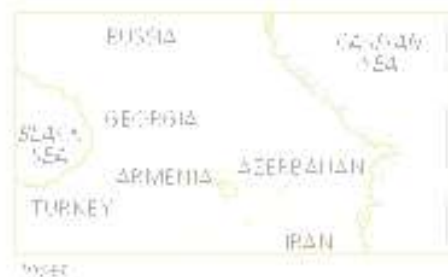 RUSSIA
CASPIAN
SEA
GEORGIA
BLACK
SEA
ARMENIA
AZERBAIJAN
TURKEY
IRAN